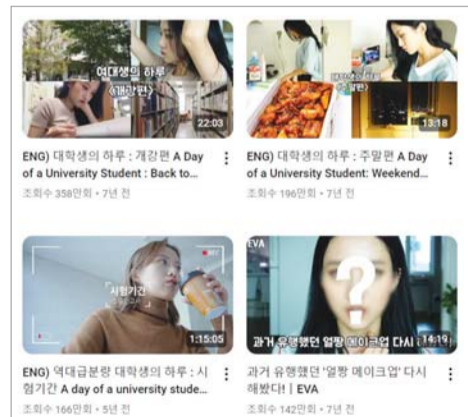 여대생의 하루
<개강편>
22:03
ENG) 대학생의 하루 : 개강편 A Day
of a University Student : Back to...
조회수 358만회 • 7년 전
13:18
ENG) 대학생의 하루 : 주말편 A Day
of a University Student: Weekend...
조회수 196만회 • 7년 전
시험기간
1:15:05
ENG) 역대급분량 대학생의 하루 : 시
험기간 A day of a university stude...
조회수 166만회 • 5년 전
EVA
?
과거 유행했던 얼짱 메이크업 다시
14:19
과거 유행했던 '얼짱 메이크업' 다시
해봤다! | EVA
조회수 142만회 • 7년 전